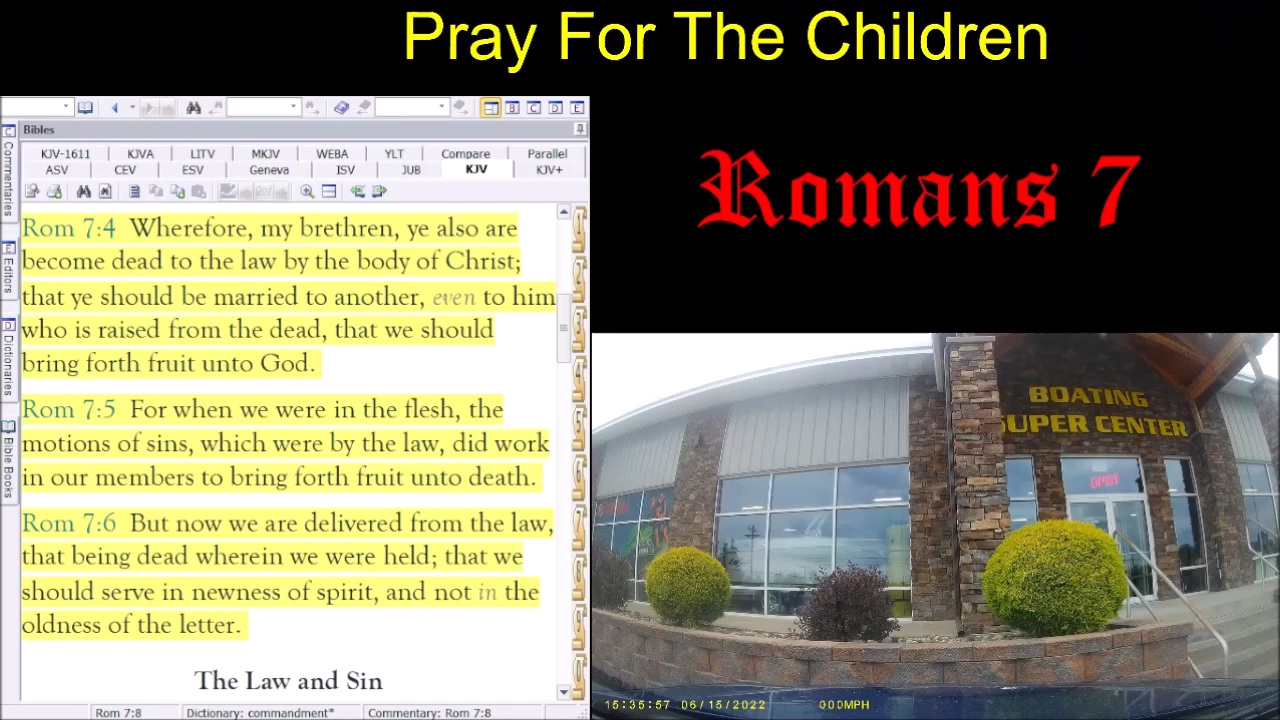 Pray For The Children
Romans 7
Bibles
KJV-1611 KJVA LITV MKJV WEBA YLT Compare Parallel
ASV CEV ESV Geneva ISV JUB KJV KJV+
B C D E
C Commentaries
E Editors
D Dictionaries
Bible Books
Rom 7:4 Wherefore, my brethren, ye also are
become dead to the law by the body of Christ;
that ye should be married to another, even to him
who is raised from the dead, that we should
bring forth fruit unto God.
Rom 7:5 For when we were in the flesh, the
motions of sins, which were by the law, did work
in our members to bring forth fruit unto death.
Rom 7:6 But now we are delivered from the law,
that being dead wherein we were held; that we
should serve in newness of spirit, and not in the
oldness of the letter.
The Law and Sin
Rom 7:8 Dictionary: commandment* Commentary: Rom 7:8
BOATING
SUPER CENTER
OPEN
15:35:57 06/15/2022 000MPH